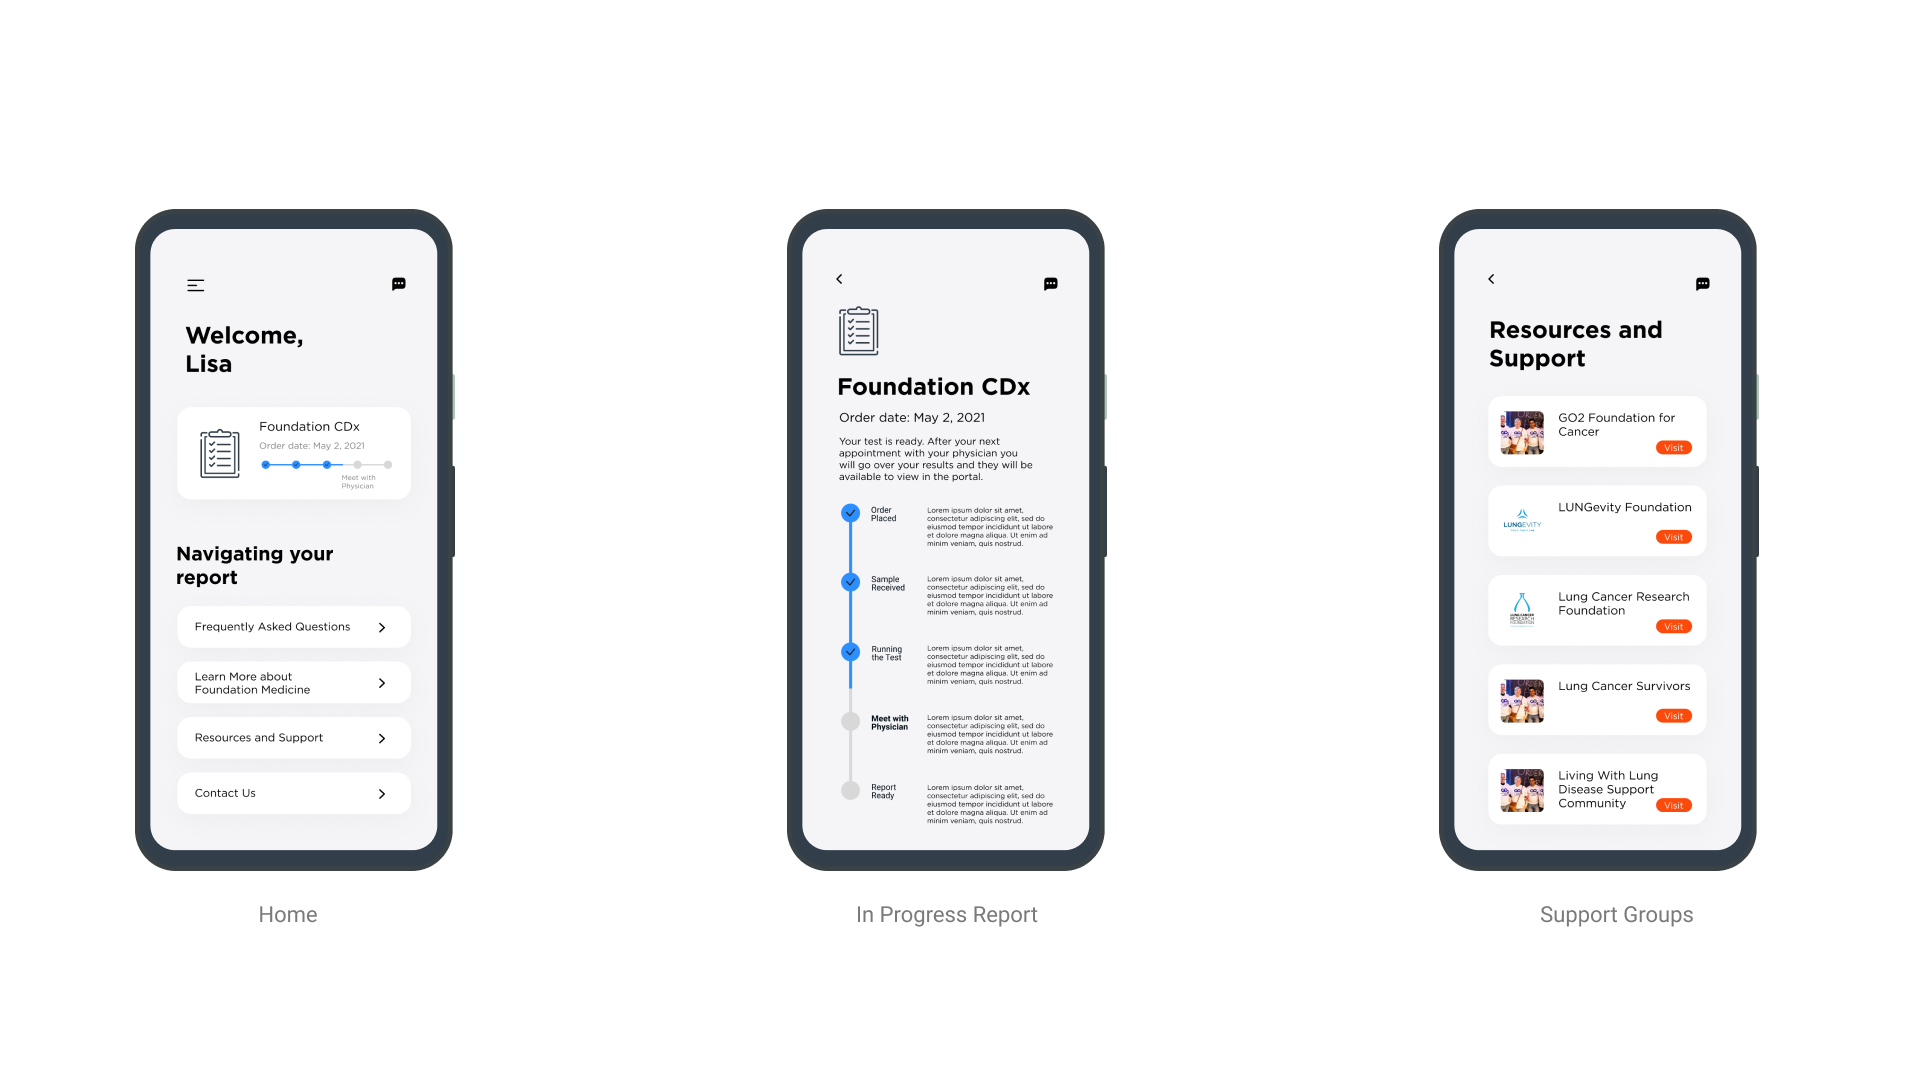 Welcome,
Lisa
Foundation CDx
Order date: May 2, 2021
Meet with
Physician
Navigating your
report
Frequently Asked Questions
Learn More about
Foundation Medicine
Resources and Support
Contact Us
Home
Foundation CDx
Order date: May 2, 2021
Your test is ready. After your next
appointment with your physician you
will go over your results and they will be
available to view in the portal.
Order
Placed
Lorem ipsum dolor sit amet,
consectetur adipiscing elit, sed do
eiusmod tempor incididunt ut labore
et dolore magna aliqua. Ut enim ad
minim veniam, quis nostrud.
Sample
Received
Lorem ipsum dolor sit amet,
consectetur adipiscing elit, sed do
eiusmod tempor incididunt ut labore
et dolore magna aliqua. Ut enim ad
minim veniam, quis nostrud.
Running
the Test
Lorem ipsum dolor sit amet,
consectetur adipiscing elit, sed do
eiusmod tempor incididunt ut labore
et dolore magna aliqua. Ut enim ad
minim veniam, quis nostrud.
Meet with
Physician
Lorem ipsum dolor sit amet,
consectetur adipiscing elit, sed do
eiusmod tempor incididunt ut labore
et dolore magna aliqua. Ut enim ad
minim veniam, quis nostrud.
Report
Ready
Lorem ipsum dolor sit amet,
consectetur adipiscing elit, sed do
eiusmod tempor incididunt ut labore
et dolore magna aliqua. Ut enim ad
minim veniam, quis nostrud.
In Progress Report
Resources and
Support
GO2 Foundation for
Cancer
Visit
LUNGEVITY
LUNGevity Foundation
Visit
LUNG CANCER
RESEARCH
FOUNDATION
Lung Cancer Research
Foundation
Visit
Lung Cancer Survivors
Visit
Living With Lung
Disease Support
Community
Visit
Support Groups